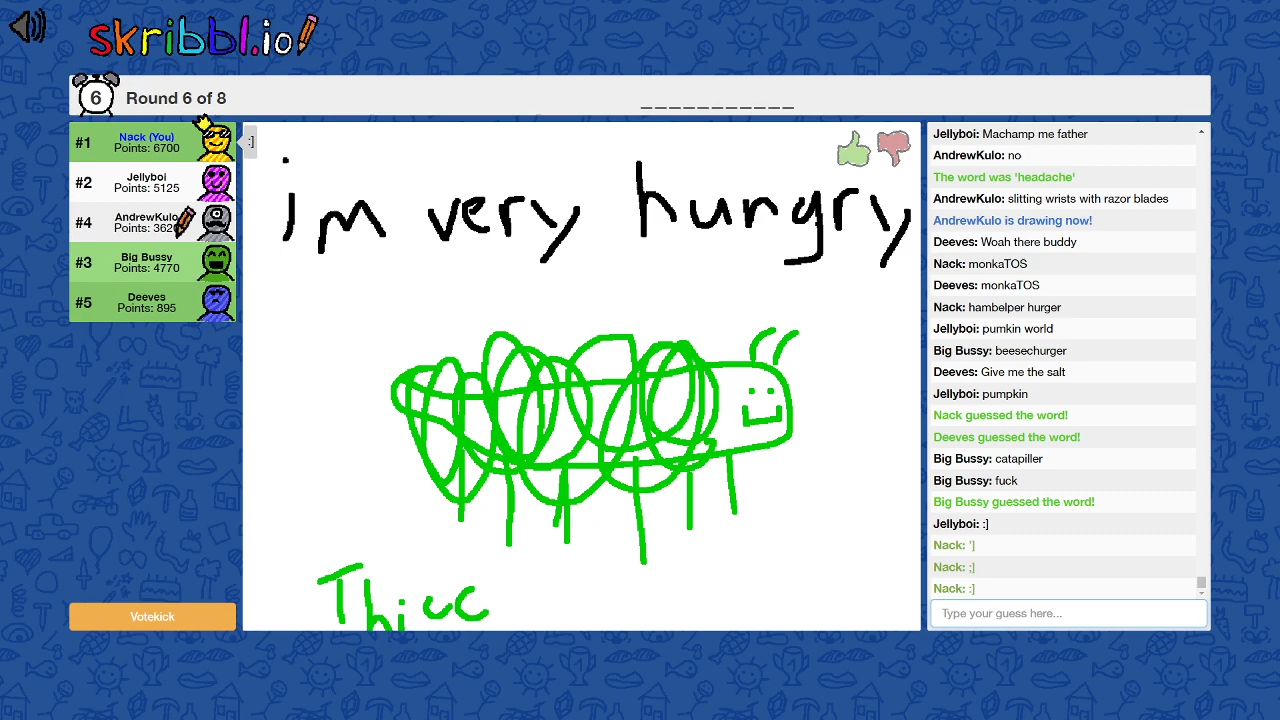 skribbl.io
6
Round 6 of 8
___________
#1
Nack (You)
Points: 6700
#2
Jellyboi
Points: 5125
#4
AndrewKulo
Points: 3620
#3
Big Bussy
Points: 4770
#5
Deeves
Points: 895
Votekick
:]
im very hungry
Thicc
Jellyboi: Machamp me father
AndrewKulo: no
The word was 'headache'
AndrewKulo: slitting wrists with razor blades
AndrewKulo is drawing now!
Deeves: Woah there buddy
Nack: monkaTOS
Deeves: monkaTOS
Nack: hambelper hurger
Jellyboi: pumkin world
Big Bussy: beesechurger
Deeves: Give me the salt
Jellyboi: pumpkin
Nack guessed the word!
Deeves guessed the word!
Big Bussy: catapiller
Big Bussy: fuck
Big Bussy guessed the word!
Jellyboi: :]
Nack: ']
Nack: ;]
Nack: :]
Type your guess here...